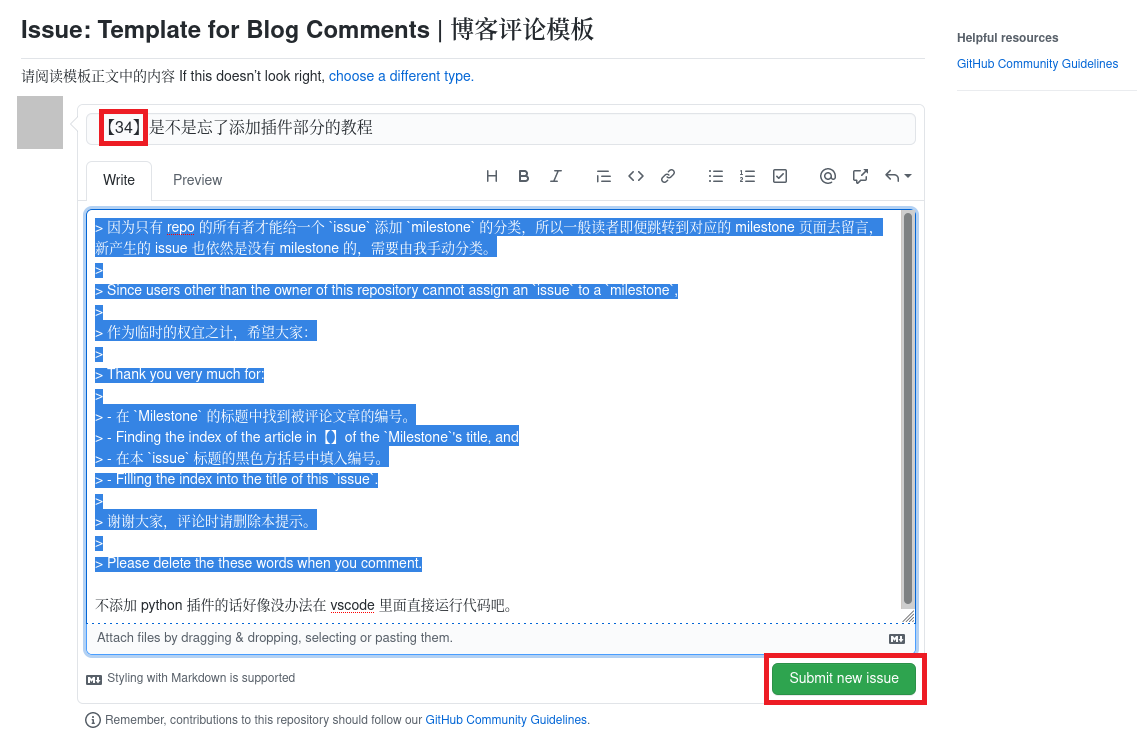 Issue: Template for Blog Comments | 博客评论模板
Helpful resources
GitHub Community Guidelines
请阅读模板正文中的内容 If this doesn't look right, choose a different type.
【34】是不是忘了添加插件部分的教程
Write Preview
> 因为只有 repo 的所有者才能给一个 `issue` 添加 `milestone` 的分类，所以一般读者即便跳转到对应的 milestone 页面去留言，
新产生的 issue 也依然是没有 milestone 的，需要由我手动分类。
>
> Since users other than the owner of this repository cannot assign an `issue` to a `milestone`,
>
> 作为临时的权宜之计，希望大家：
>
> Thank you very much for:
>
> - 在 `Milestone` 的标题中找到被评论文章的编号。
> - Finding the index of the article in【】of the `Milestone`'s title, and
> - 在本 `issue` 标题的黑色方括号中填入编号。
> - Filling the index into the title of this `issue`.
>
> 谢谢大家，评论时请删除本提示。
>
> Please delete the these words when you comment.
不添加 python 插件的话好像没办法在 vscode 里面直接运行代码吧。
Attach files by dragging & dropping, selecting or pasting them.
Styling with Markdown is supported
Submit new issue
Remember, contributions to this repository should follow our GitHub Community Guidelines.